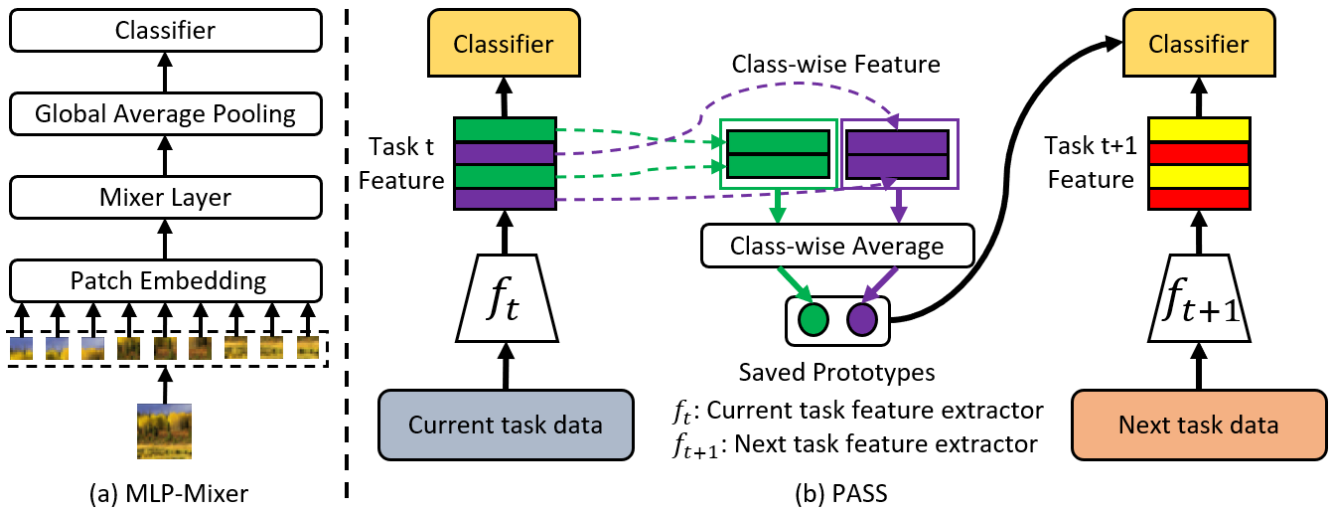 Classifier
Global Average Pooling
Mixer Layer
Patch Embedding
(a) MLP-Mixer
Classifier
Task t
Feature
f_t
Current task data
Class-wise Feature
Class-wise Average
Saved Prototypes
f_t: Current task feature extractor
f_{t+1}: Next task feature extractor
Classifier
Task t+1
Feature
f_{t+1}
Next task data
(b) PASS